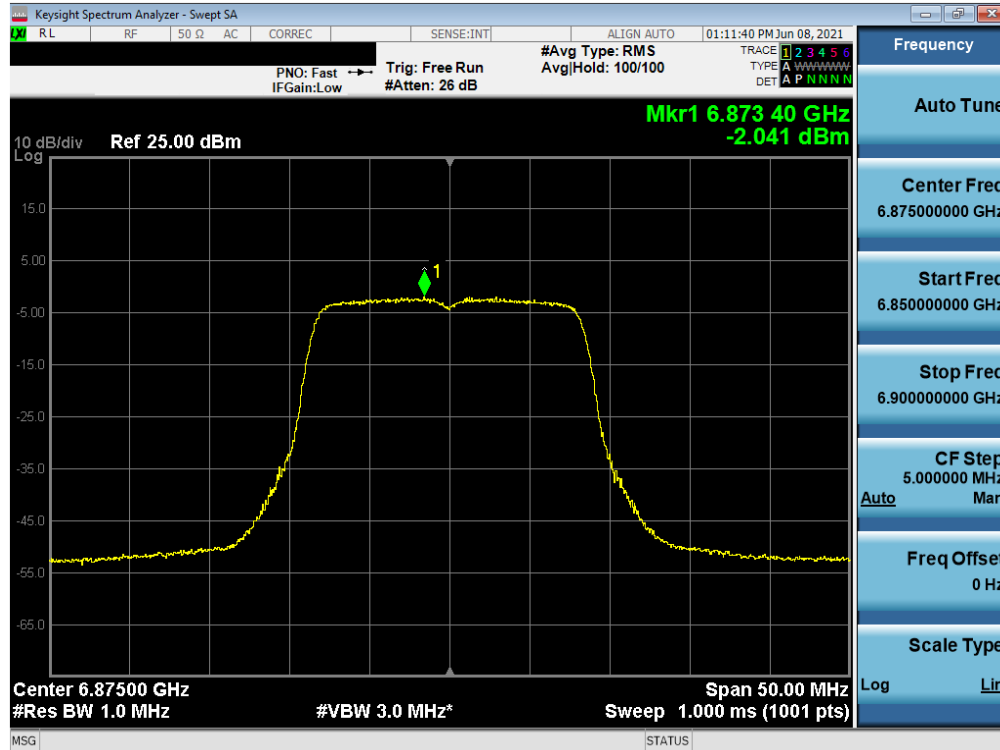 Keysight Spectrum Analyzer - Swept SA
LXI RL RF 50 Ω AC CORREC SENSE:INT ALIGN AUTO 01:11:40 PM Jun 08, 2021
PNO: Fast
IFGain:Low
Trig: Free Run
#Atten: 26 dB
#Avg Type: RMS
Avg|Hold: 100/100
TRACE 1 2 3 4 5 6
TYPE A WWWWW
DET A P N N N N
Mkr1 6.873 40 GHz
-2.041 dBm
10 dB/div Ref 25.00 dBm
Log
1
15.0
5.00
-5.00
-15.0
-25.0
-35.0
-45.0
-55.0
-65.0
Center 6.87500 GHz Span 50.00 MHz
#Res BW 1.0 MHz #VBW 3.0 MHz* Sweep 1.000 ms (1001 pts)
MSG STATUS
Frequency
Auto Tune
Center Freq
6.875000000 GHz
Start Freq
6.850000000 GHz
Stop Freq
6.900000000 GHz
CF Step
5.000000 MHz
Auto Man
Freq Offset
0 Hz
Scale Type
Log Lin